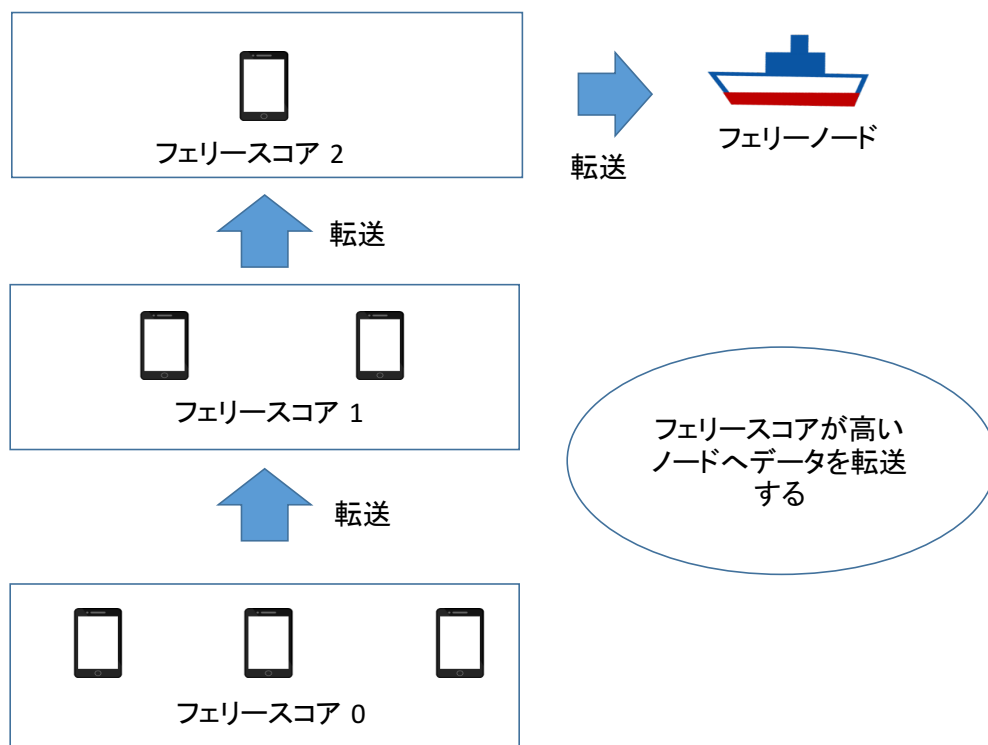 フェリースコア 2
転送
フェリーノード
転送
フェリースコア 1
フェリースコアが高い
ノードへデータを転送
する
転送
フェリースコア 0